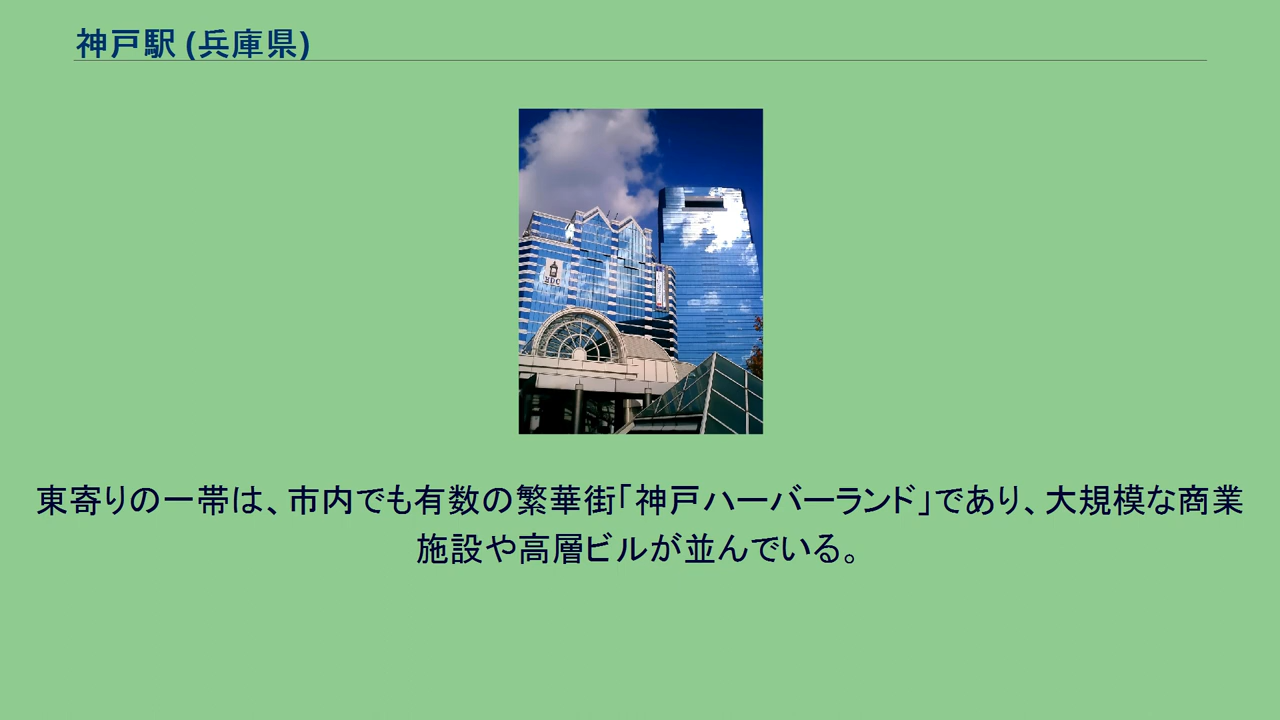 神戸駅 (兵庫県)
東寄りの一帯は、市内でも有数の繁華街｢神戸ハーバーランド｣であり、大規模な商業
施設や高層ビルが並んでいる。